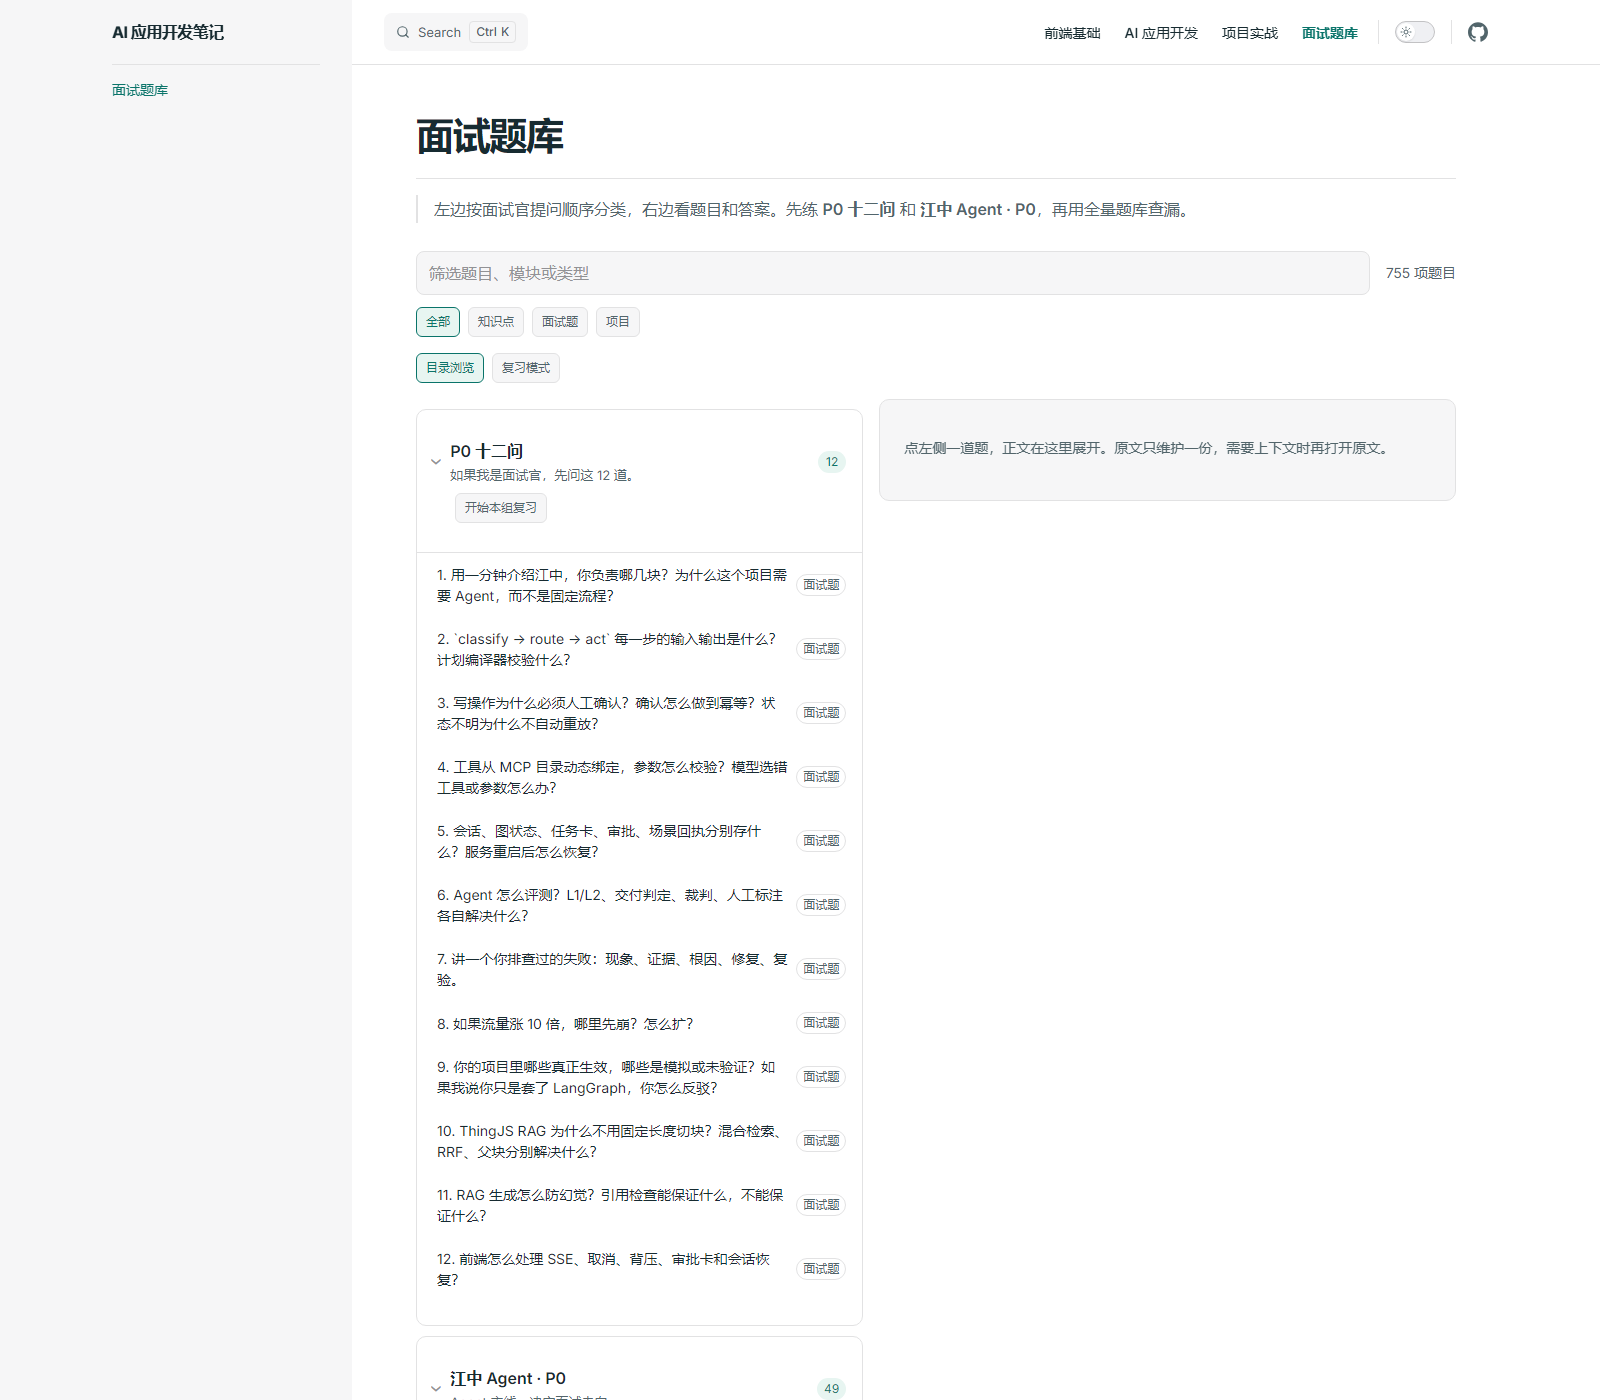 AI 应用开发笔记
面试题库
Search
Ctrl K
前端基础
AI 应用开发
项目实战
面试题库
面试题库
左边按面试官提问顺序分类，右边看题目和答案。先练 P0 十二问 和 江中 Agent · P0，再用全量题库查漏。
筛选题目、模块或类型
755 项题目
全部
知识点
面试题
项目
目录浏览
复习模式
P0 十二问
如果我是面试官，先问这 12 道。
12
开始本组复习
1. 用一分钟介绍江中，你负责哪几块？为什么这个项目需
要 Agent，而不是固定流程？
面试题
2. `classify → route → act` 每一步的输入输出是什么？
计划编译器校验什么？
面试题
3. 写操作为什么必须人工确认？确认怎么做到幂等？状
态不明为什么不自动重放？
面试题
4. 工具从 MCP 目录动态绑定，参数怎么校验？模型选错
工具或参数怎么办？
面试题
5. 会话、图状态、任务卡、审批、场景回执分别存什
么？服务重启后怎么恢复？
面试题
6. Agent 怎么评测？L1/L2、交付判定、裁判、人工标注
各自解决什么？
面试题
7. 讲一个你排查过的失败：现象、证据、根因、修复、复
验。
面试题
8. 如果流量涨 10 倍，哪里先崩？怎么扩？
面试题
9. 你的项目里哪些真正生效，哪些是模拟或未验证？如
果我说你只是套了 LangGraph，你怎么反驳？
面试题
10. ThingJS RAG 为什么不用固定长度切块？混合检索、
RRF、父块分别解决什么？
面试题
11. RAG 生成怎么防幻觉？引用检查能保证什么，不能保
证什么？
面试题
12. 前端怎么处理 SSE、取消、背压、审批卡和会话恢
复？
面试题
点左侧一道题，正文在这里展开。原文只维护一份，需要上下文时再打开原文。
江中 Agent · P0
49